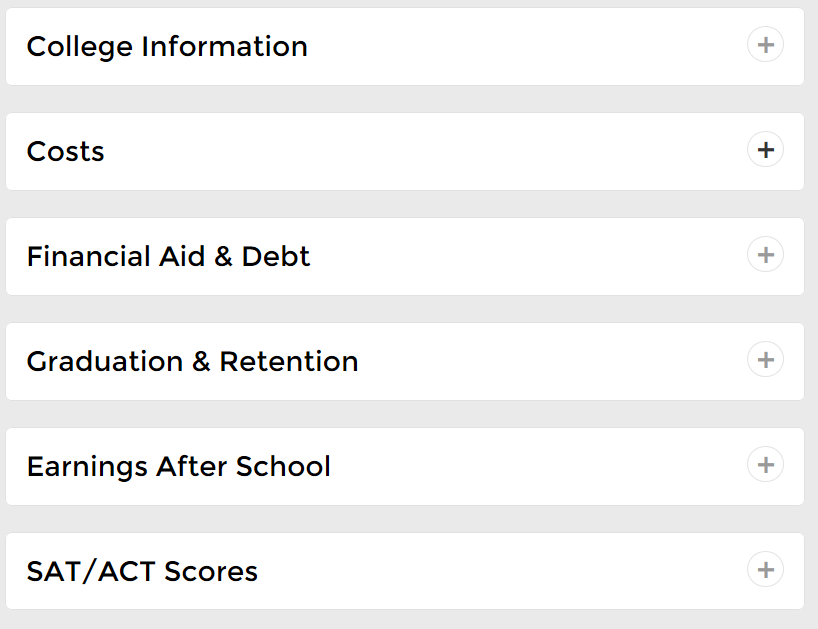 College Information
Costs
Financial Aid & Debt
Graduation & Retention
Earnings After School
SAT/ACT Scores